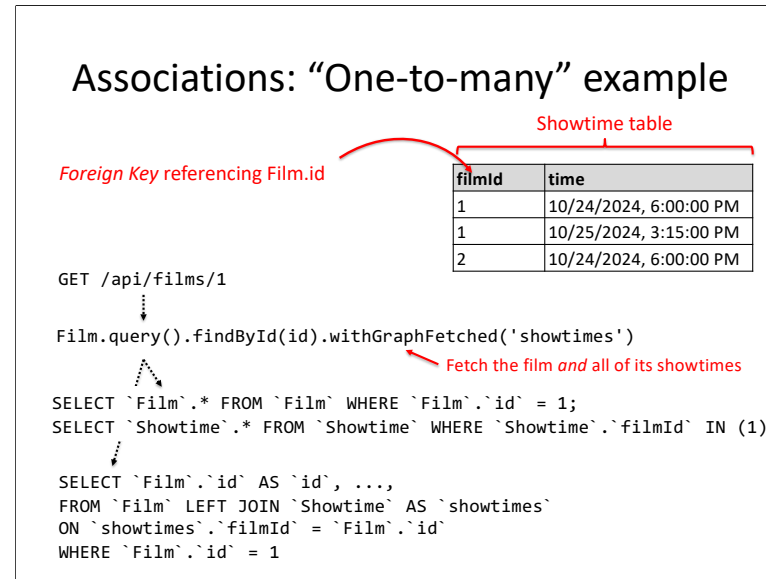 Associations: “One-to-many” example
Showtime table
Foreign Key referencing Film.id
filmId time
1 10/24/2024, 6:00:00 PM
1 10/25/2024, 3:15:00 PM
2 10/24/2024, 6:00:00 PM
GET /api/films/1
Film.query().findById(id).withGraphFetched('showtimes')
Fetch the film and all of its showtimes
SELECT `Film`.* FROM `Film` WHERE `Film`.`id` = 1;
SELECT `Showtime`.* FROM `Showtime` WHERE `Showtime`.`filmId` IN (1)
SELECT `Film`.`id` AS `id`, ...,
FROM `Film` LEFT JOIN `Showtime` AS `showtimes`
ON `showtimes`.`filmId` = `Film`.`id`
WHERE `Film`.`id` = 1